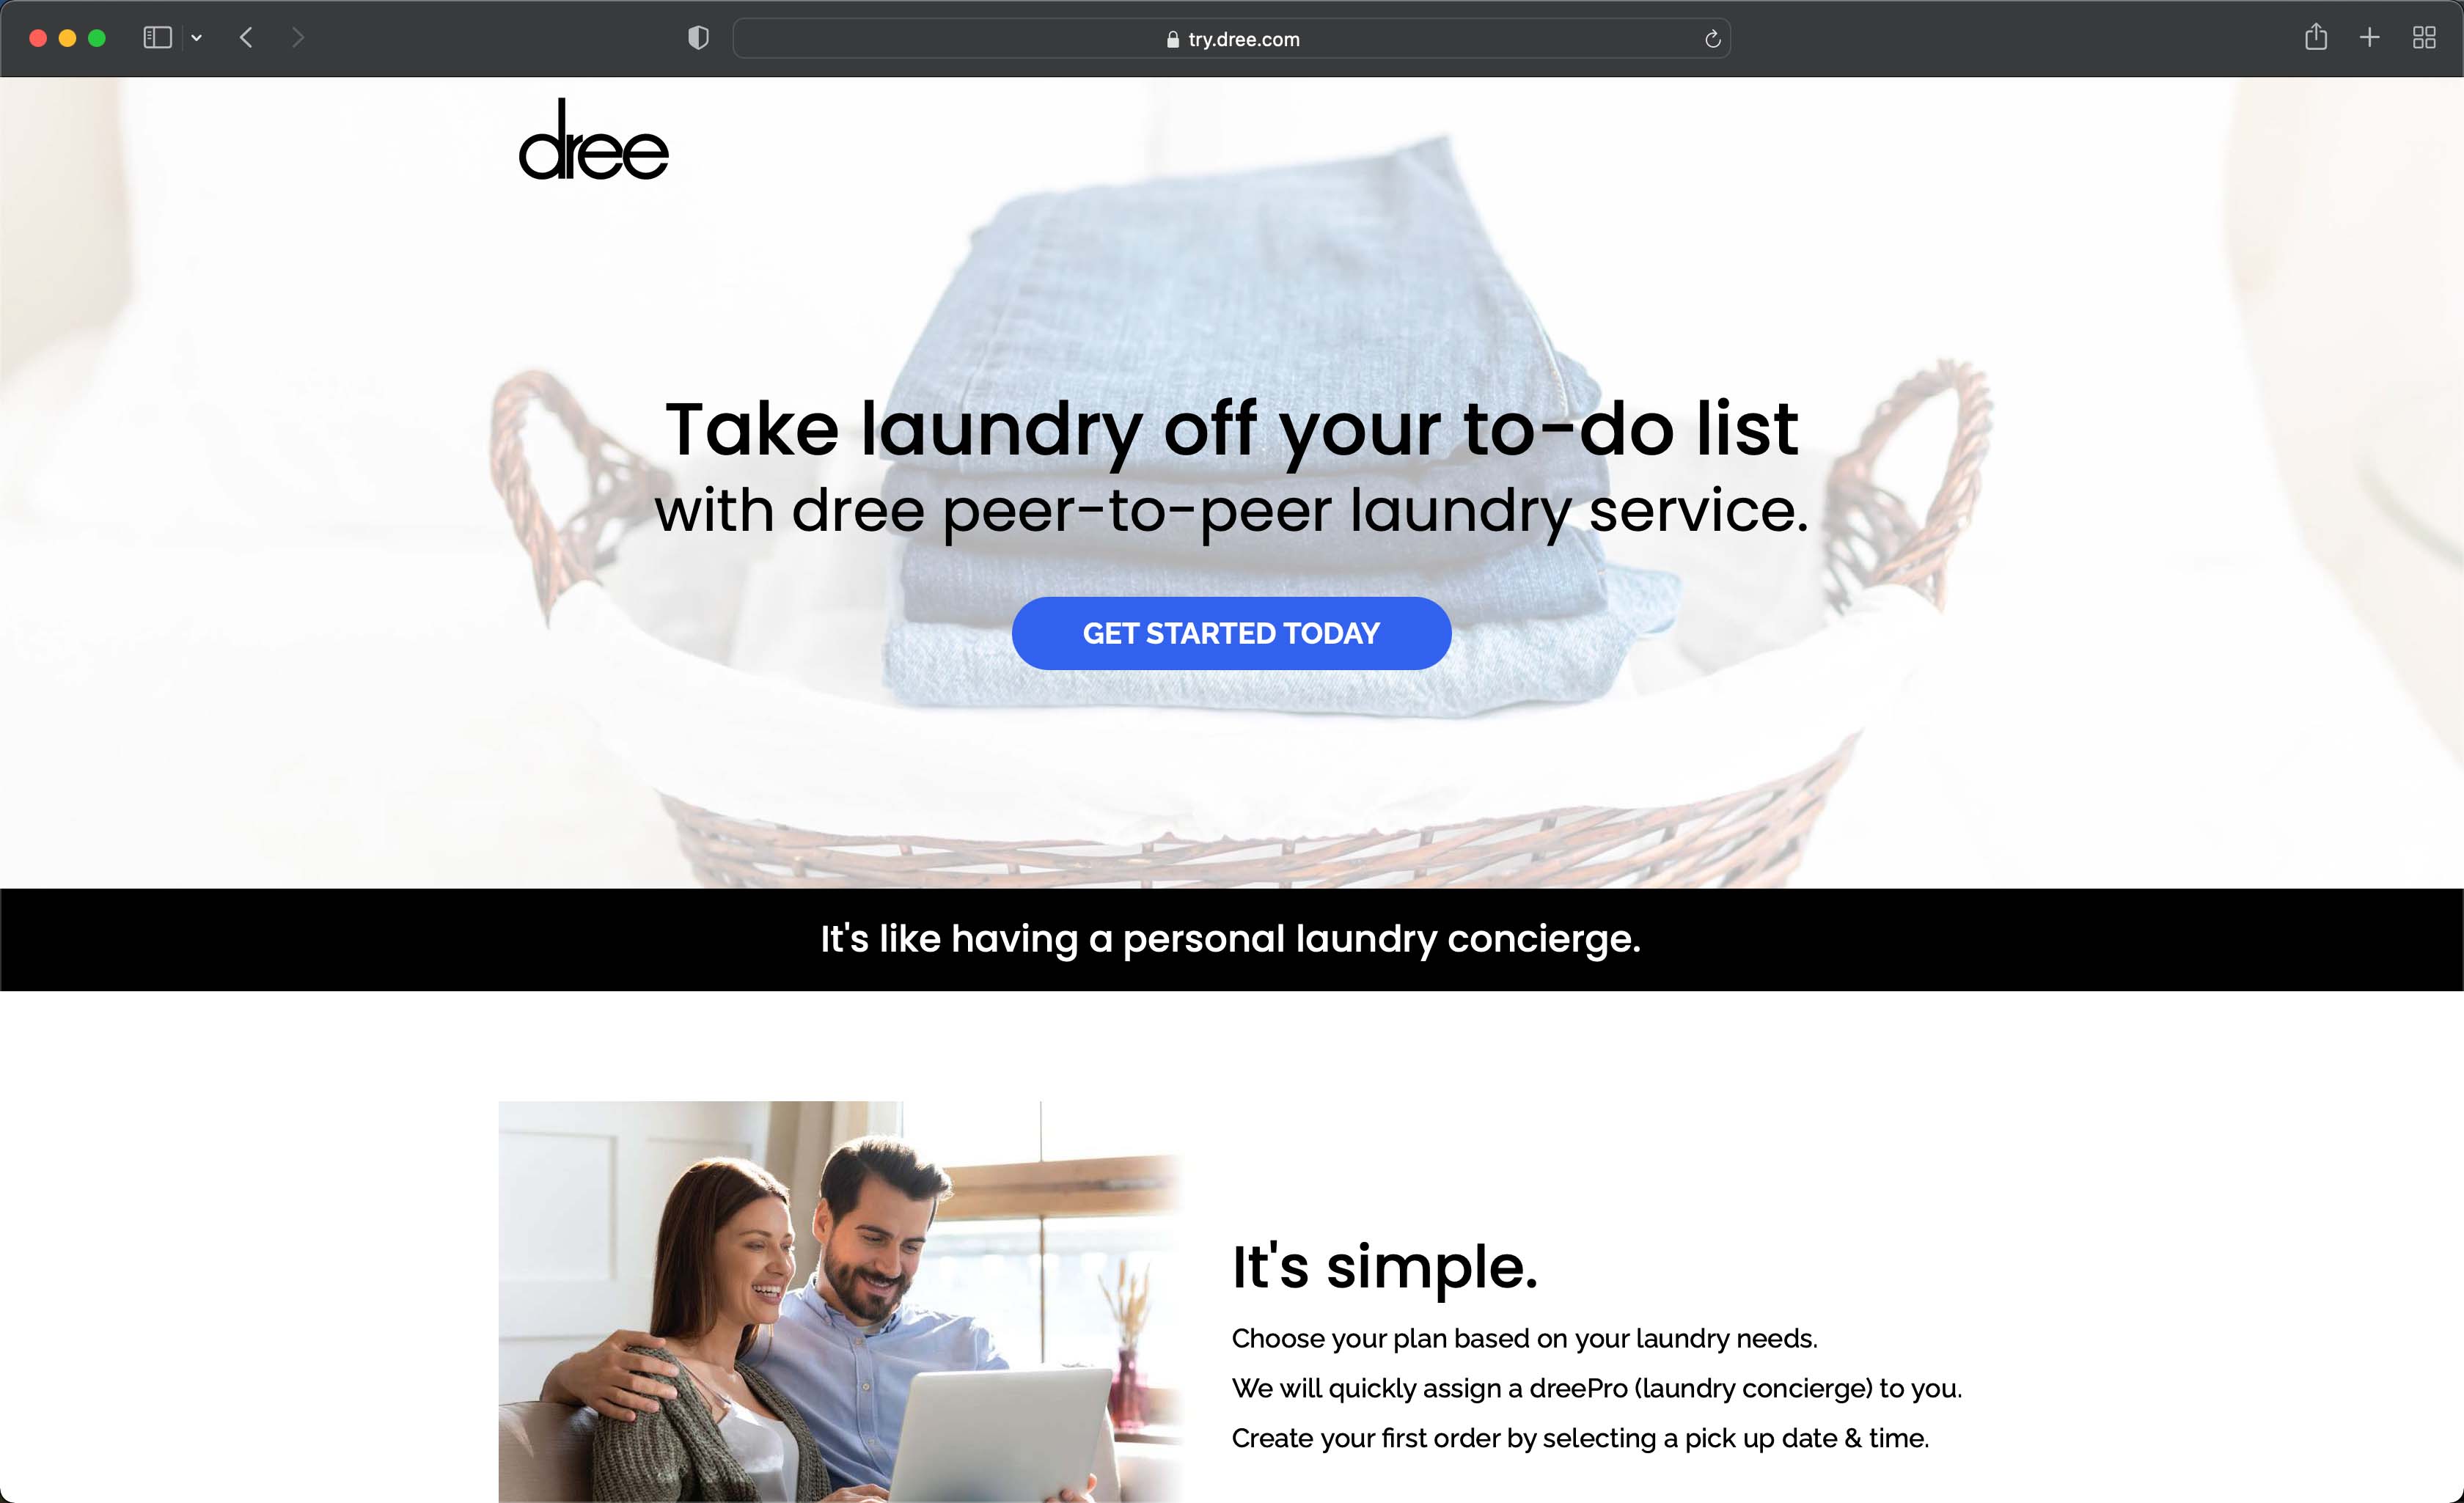 try.dree.com
dree
Take laundry off your to-do list
with dree peer-to-peer laundry service.
GET STARTED TODAY
It's like having a personal laundry concierge.
It's simple.
Choose your plan based on your laundry needs.
We will quickly assign a dreePro (laundry concierge) to you.
Create your first order by selecting a pick up date & time.